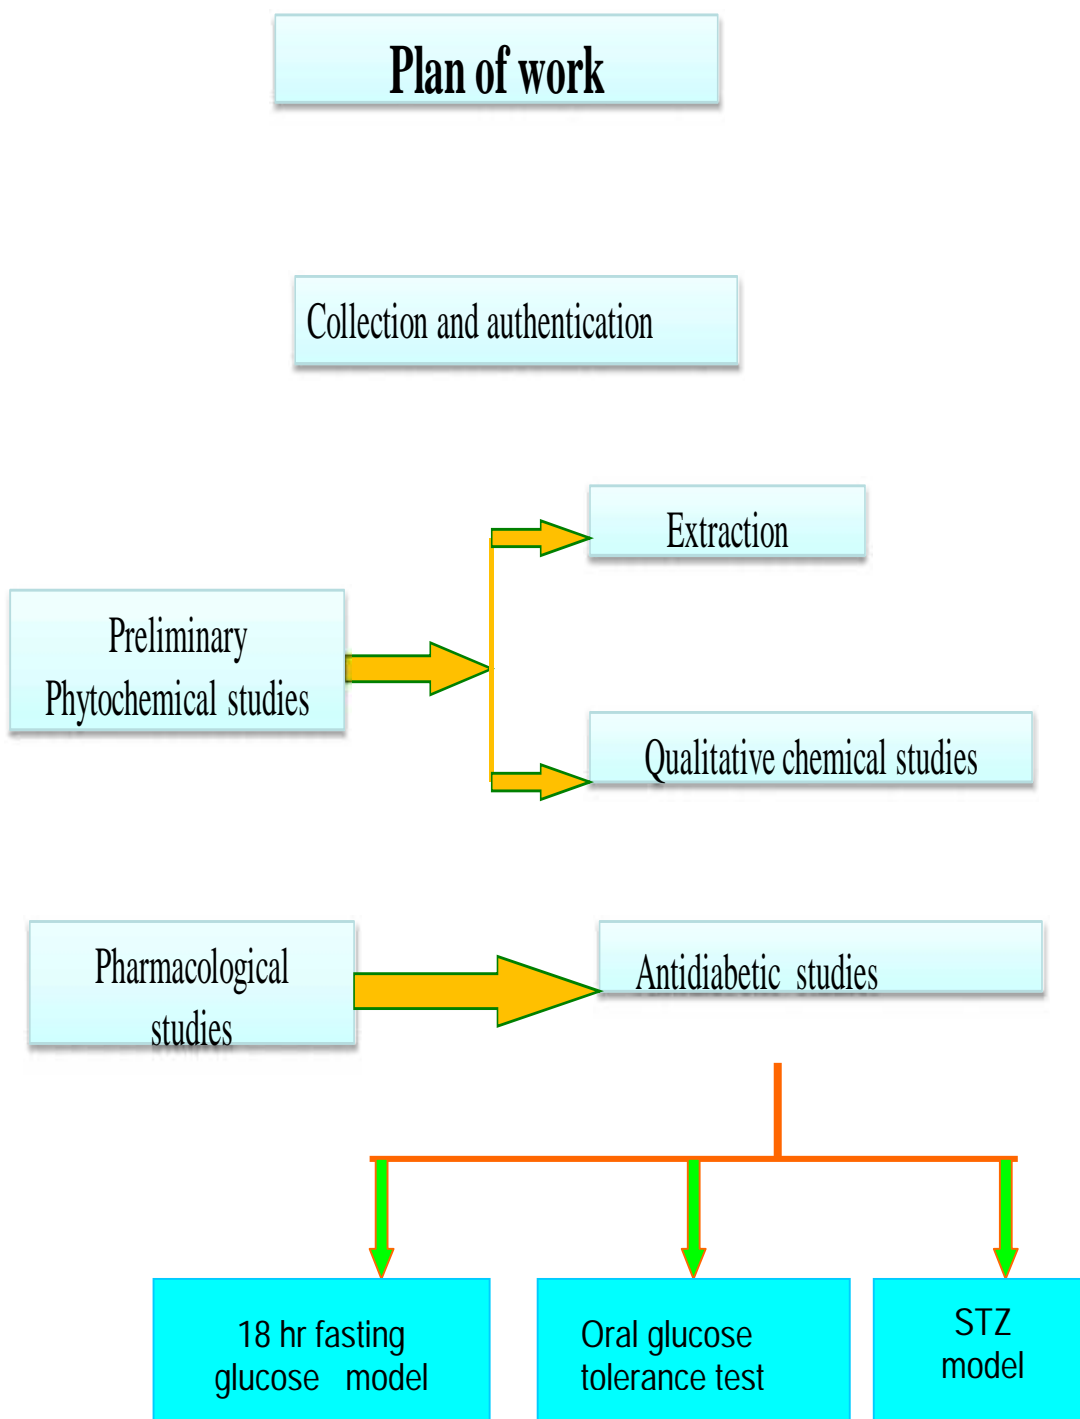 Plan of work
Collection and authentication
Extraction
Preliminary
Phytochemical studies
Qualitative chemical studies
Pharmacological
studies
Antidiabetic studies
18 hr fasting
glucose model
Oral glucose
tolerance test
STZ
model